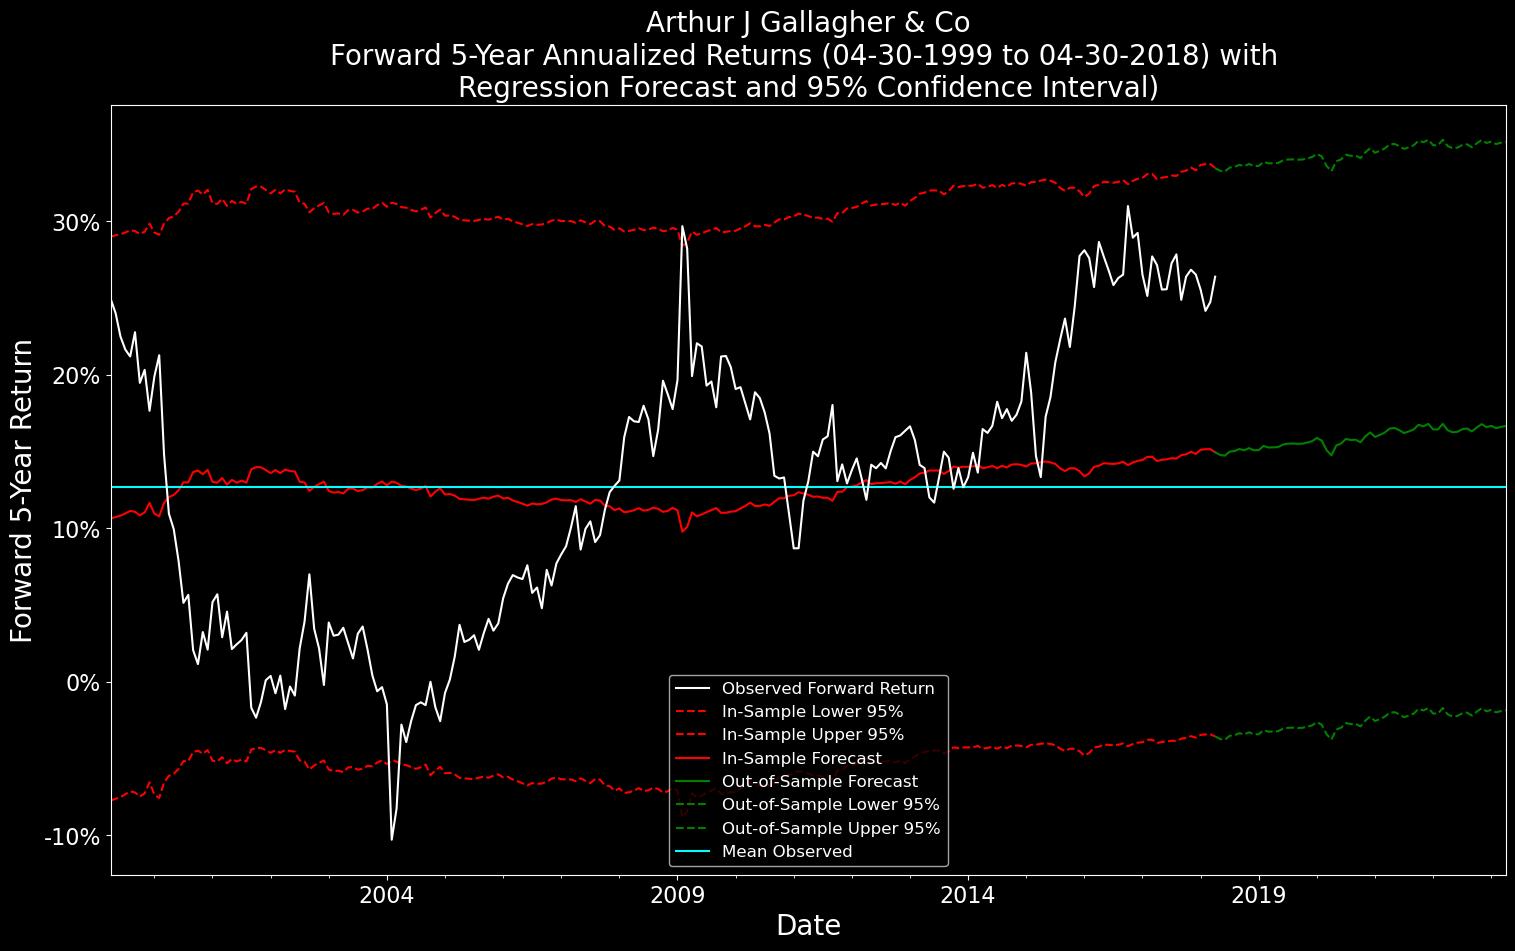 Arthur J Gallagher & Co
Forward 5-Year Annualized Returns (04-30-1999 to 04-30-2018) with
Regression Forecast and 95% Confidence Interval)
Forward 5-Year Return
30%
20%
10%
0%
-10%
Observed Forward Return
In-Sample Lower 95%
In-Sample Upper 95%
In-Sample Forecast
Out-of-Sample Forecast
Out-of-Sample Lower 95%
Out-of-Sample Upper 95%
Mean Observed
2004 2009 2014 2019
Date